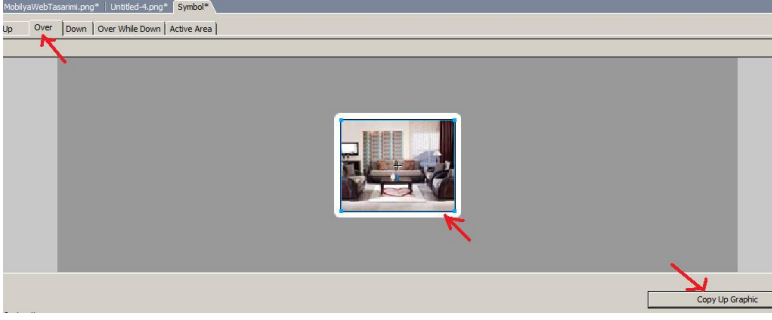 MobilyaWebTasarimi.png* Untitled-4.png* Symbol*
Up Over Down Over While Down Active Area
Copy Up Graphic